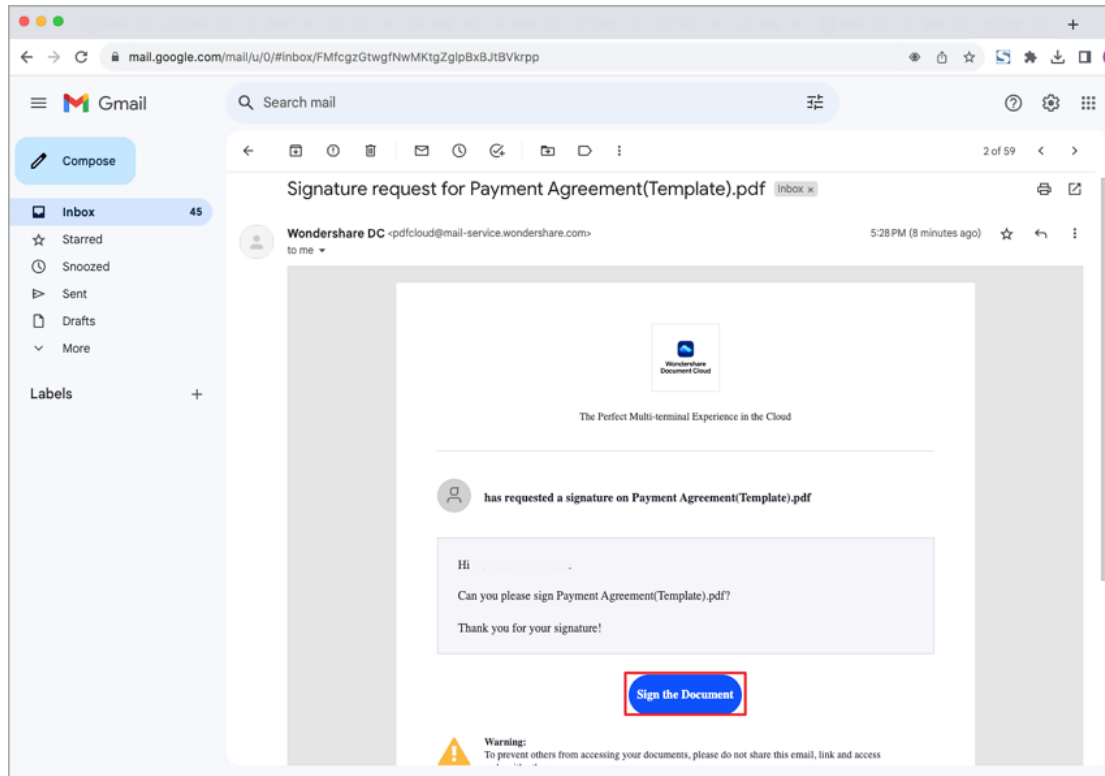 mail.google.com/mail/u/0/#inbox/FMfcgzGtwgfNwMKtgZglpBxBJtBVkrpp
Gmail
Search mail
Compose
2 of 59
Signature request for Payment Agreement(Template).pdf Inbox x
Inbox 45
Starred
Snoozed
Sent
Drafts
More
Labels
Wondershare DC <pdfcloud@mail-service.wondershare.com>
5:28 PM (8 minutes ago)
to me
Wondershare
Document Cloud
The Perfect Multi-terminal Experience in the Cloud
has requested a signature on Payment Agreement(Template).pdf
Hi .
Can you please sign Payment Agreement(Template).pdf?
Thank you for your signature!
Sign the Document
Warning:
To prevent others from accessing your documents, please do not share this email, link and access